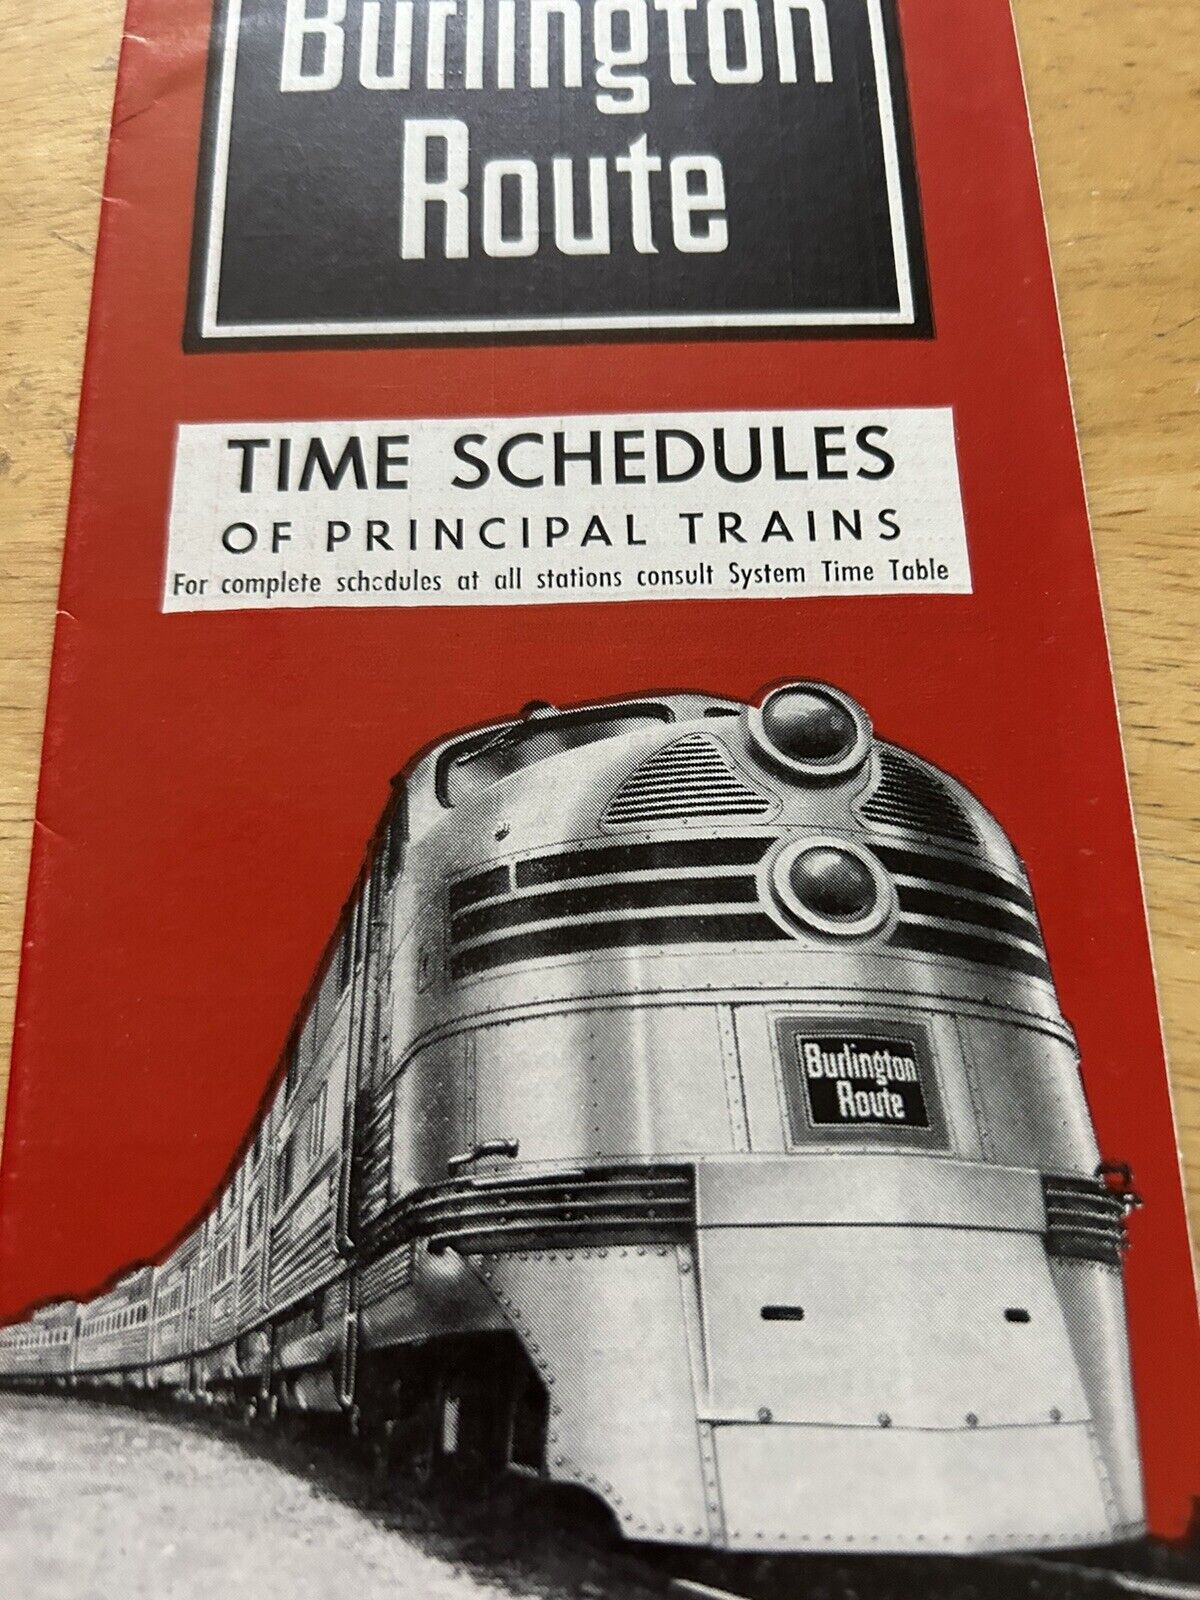 Burlington
Route
TIME SCHEDULES
OF PRINCIPAL TRAINS
For complete schedules at all stations consult System Time Table
Burlington
Route